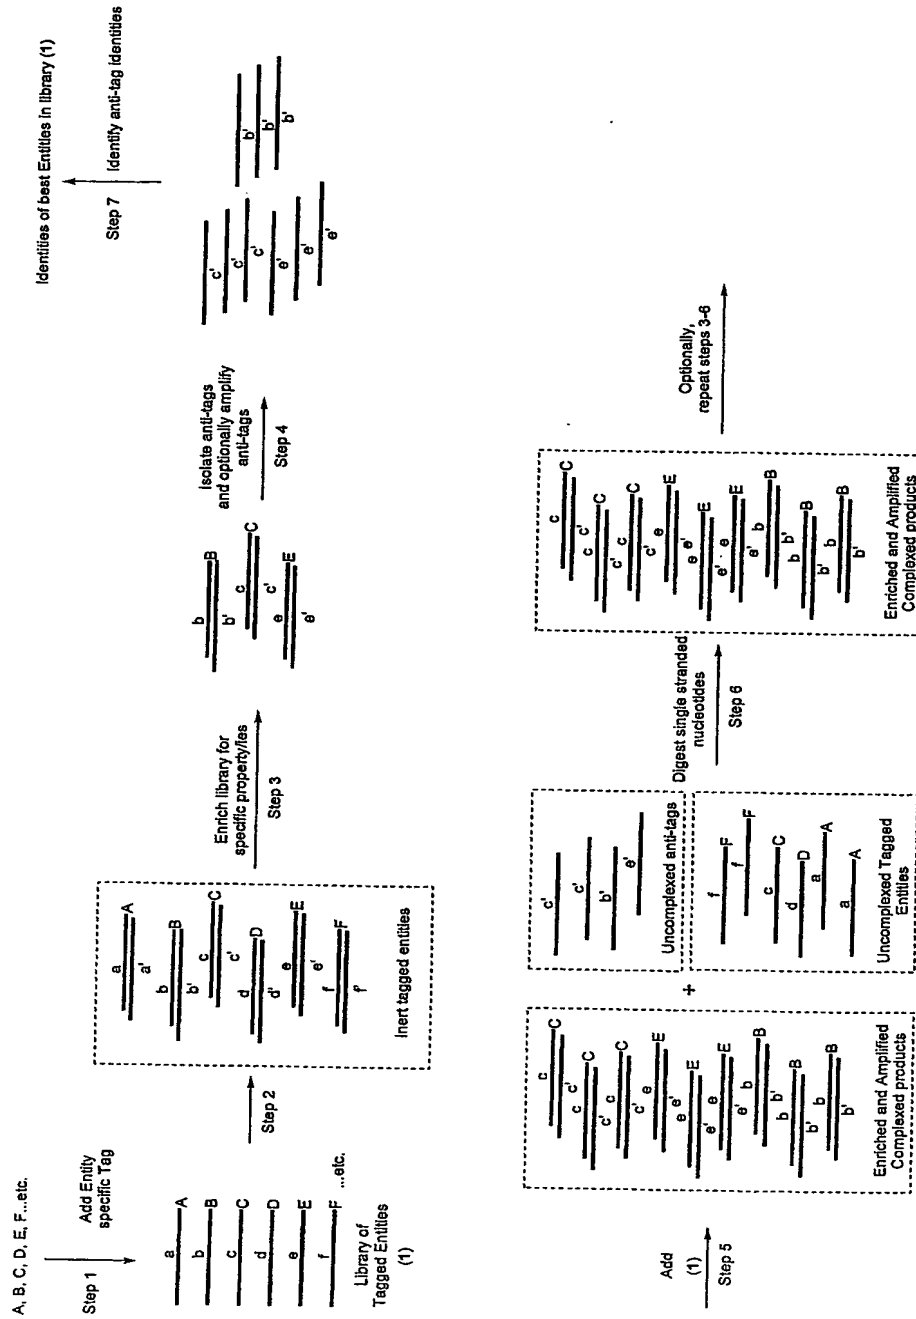 A, B, C, D, E, F...etc.
Step 1
Add Entity
specific Tag
a A
b B
c C
d D
e E
f F ...etc.
Library of
Tagged Entities
(1)
Step 2
a A
a'
b B
b'
c C
c'
d D
d'
e E
e'
f F
f'
Inert tagged entities
Enrich library for
specific property/ies
Step 3
b B
b'
c C
c'
e E
e'
Isolate anti-tags
and optionally amplify
anti-tags
Step 4
c'
c'
c'
e'
e'
e'
b'
b'
b'
Step 7
Identify anti-tag identities
Identities of best Entities in library (1)
Add
(1)
Step 5
c C
c'
c C
c'
c C
c'
e E
e'
e E
e'
e E
e'
b B
b'
b B
b'
b B
b'
Enriched and Amplified
Complexed products
+
c'
c'
b'
e'
Uncomplexed anti-tags
f F
f F
c C
d D
a A
a A
Uncomplexed Tagged
Entities
Digest single stranded
nucleotides
Step 6
c C
c'
c C
c'
c C
c'
e E
e'
e E
e'
e E
e'
b B
b'
b B
b'
b B
b'
Enriched and Amplified
Complexed products
Optionally,
repeat steps 3-6